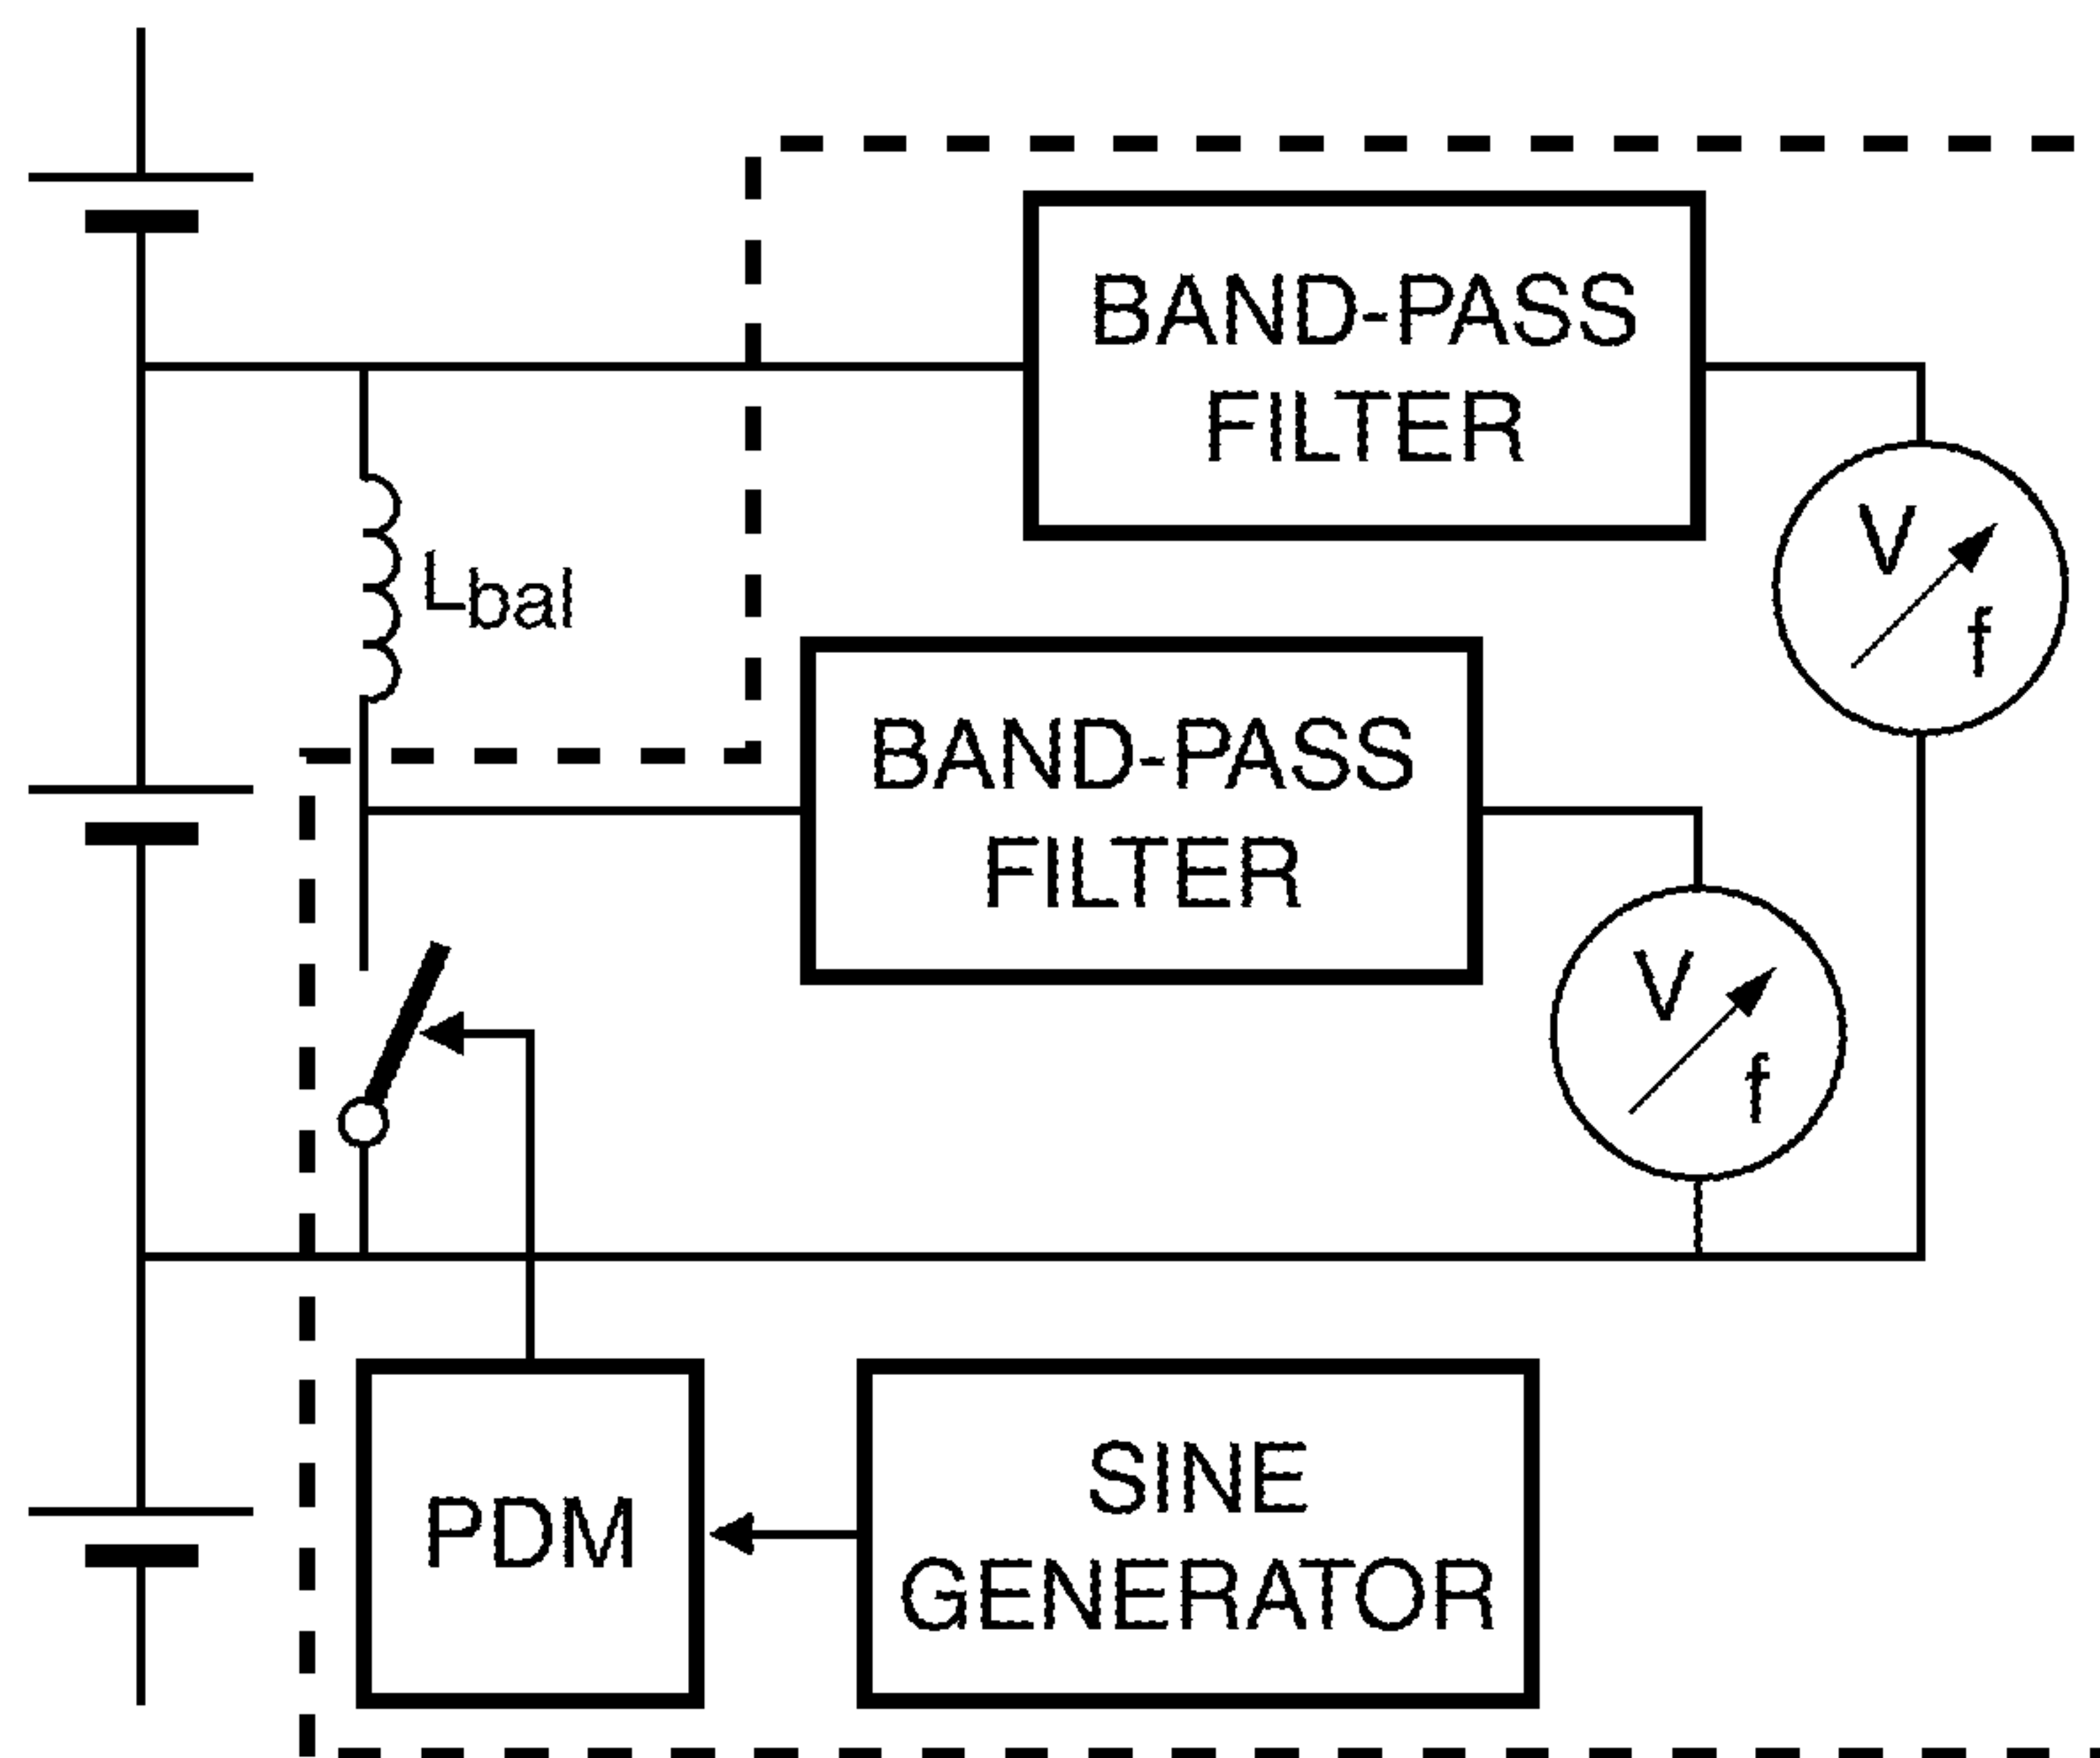 BAND-PASS
FILTER
V
f
Lbal
BAND-PASS
FILTER
V
f
PDM
SINE
GENERATOR